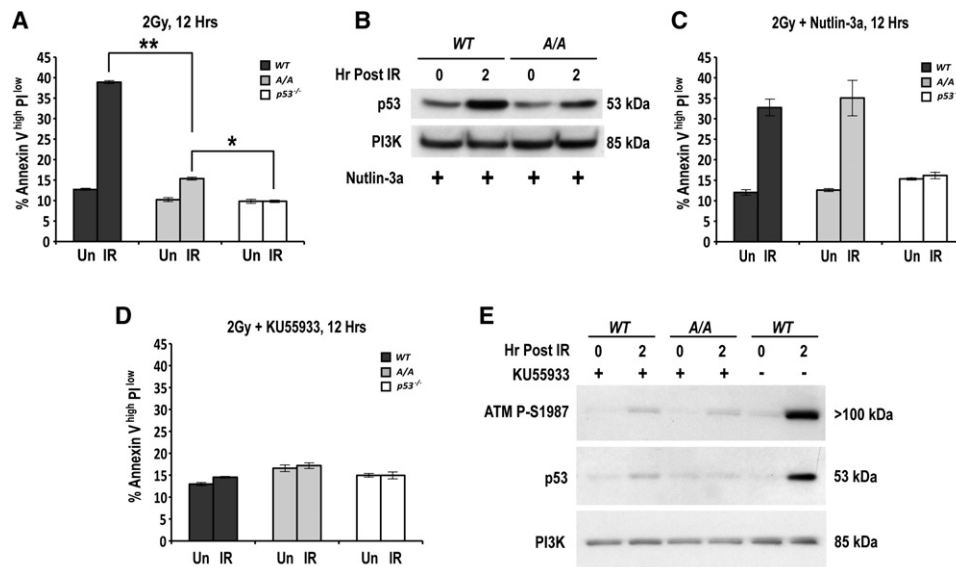 A
2Gy, 12 Hrs
**
*
WT
A/A
p53-/-
% Annexin V high PI low
45
40
35
30
25
20
15
10
5
0
Un IR Un IR Un IR
B
WT A/A
Hr Post IR 0 2 0 2
p53 53 kDa
PI3K 85 kDa
Nutlin-3a + + + +
C
2Gy + Nutlin-3a, 12 Hrs
WT
A/A
p53-/-
% Annexin V high PI low
45
40
35
30
25
20
15
10
5
0
Un IR Un IR Un IR
D
2Gy + KU55933, 12 Hrs
WT
A/A
p53-/-
% Annexin V high PI low
45
40
35
30
25
20
15
10
5
0
Un IR Un IR Un IR
E
WT A/A WT
Hr Post IR 0 2 0 2 0 2
KU55933 + + + + - -
ATM P-S1987 >100 kDa
p53 53 kDa
PI3K 85 kDa